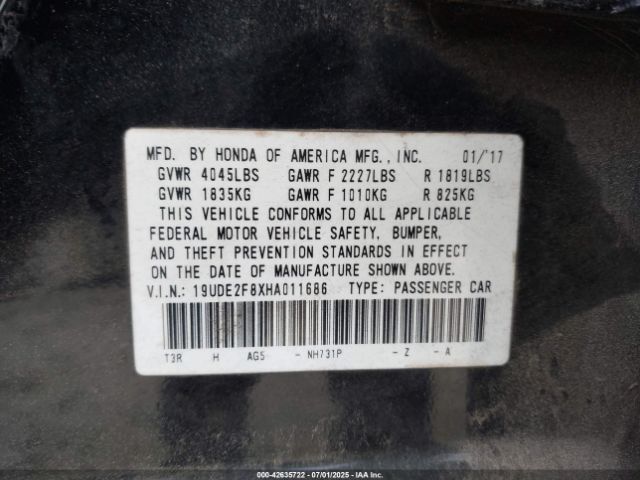 MFD. BY HONDA OF AMERICA MFG., INC. 01/'17
GVWR 4045LBS GAWR F 2227LBS R 1819LBS
GVWR 1835KG GAWR F 1010KG R 825KG
THIS VEHICLE CONFORMS TO ALL APPLICABLE
FEDERAL MOTOR VEHICLE SAFETY, BUMPER,
AND THEFT PREVENTION STANDARDS IN EFFECT
ON THE DATE OF MANUFACTURE SHOWN ABOVE.
V.I.N.: 19UDE2F8XHA011686 TYPE: PASSENGER CAR
T3R H AG5 - NH731P - Z - A
000-42635722 - 07/01/2025 - IAAI.COM